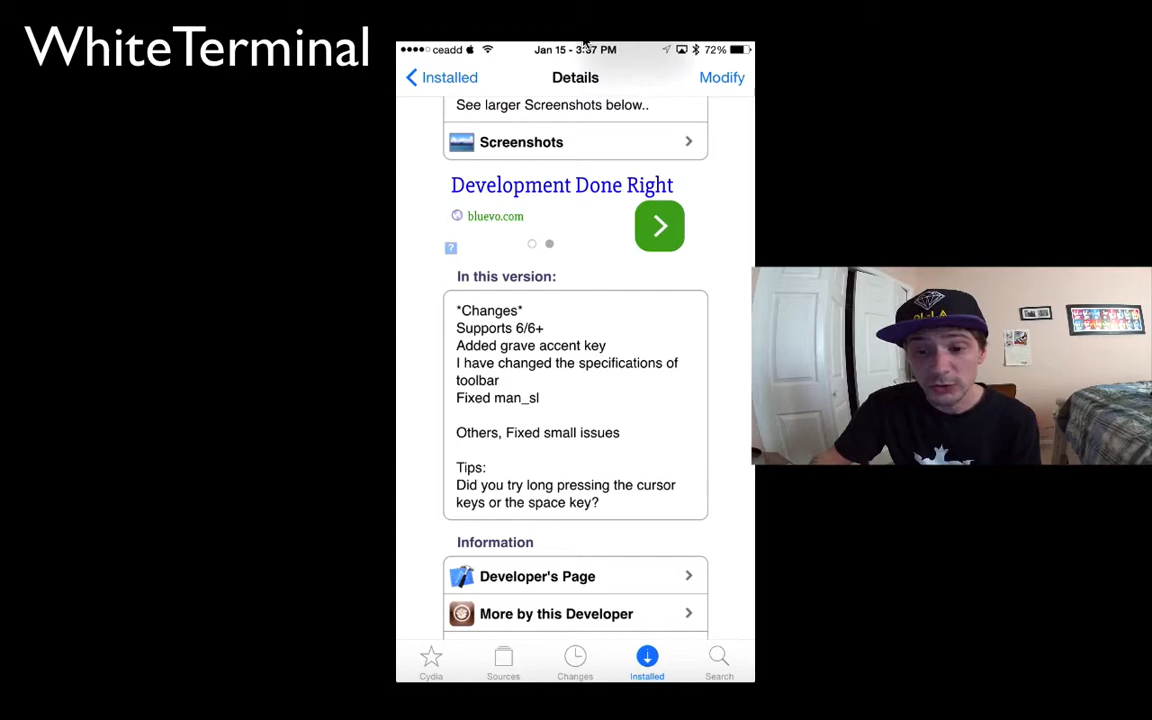 WhiteTerminal
ceadd
Jan 15 - 3:37 PM
72%
Installed
Details
Modify
See larger Screenshots below..
Screenshots
Development Done Right
bluevo.com
?
In this version:
*Changes*
Supports 6/6+
Added grave accent key
I have changed the specifications of
toolbar
Fixed man_sl
Others, Fixed small issues
Tips:
Did you try long pressing the cursor
keys or the space key?
Information
Developer's Page
More by this Developer
Cydia
Sources
Changes
Installed
Search